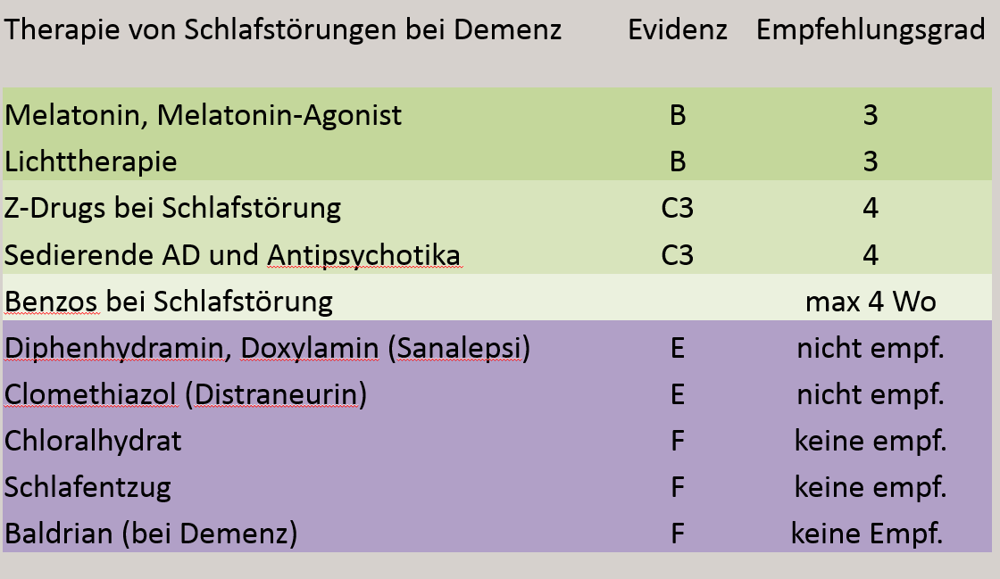 Therapie von Schlafstörungen bei Demenz Evidenz Empfehlungsgrad
Melatonin, Melatonin-Agonist B 3
Lichttherapie B 3
Z-Drugs bei Schlafstörung C3 4
Sedierende AD und Antipsychotika C3 4
Benzos bei Schlafstörung max 4 Wo
Diphenhydramin, Doxylamin (Sanalepsi) E nicht empf.
Clomethiazol (Distraneurin) E nicht empf.
Chloralhydrat F keine empf.
Schlafentzug F keine empf.
Baldrian (bei Demenz) F keine Empf.